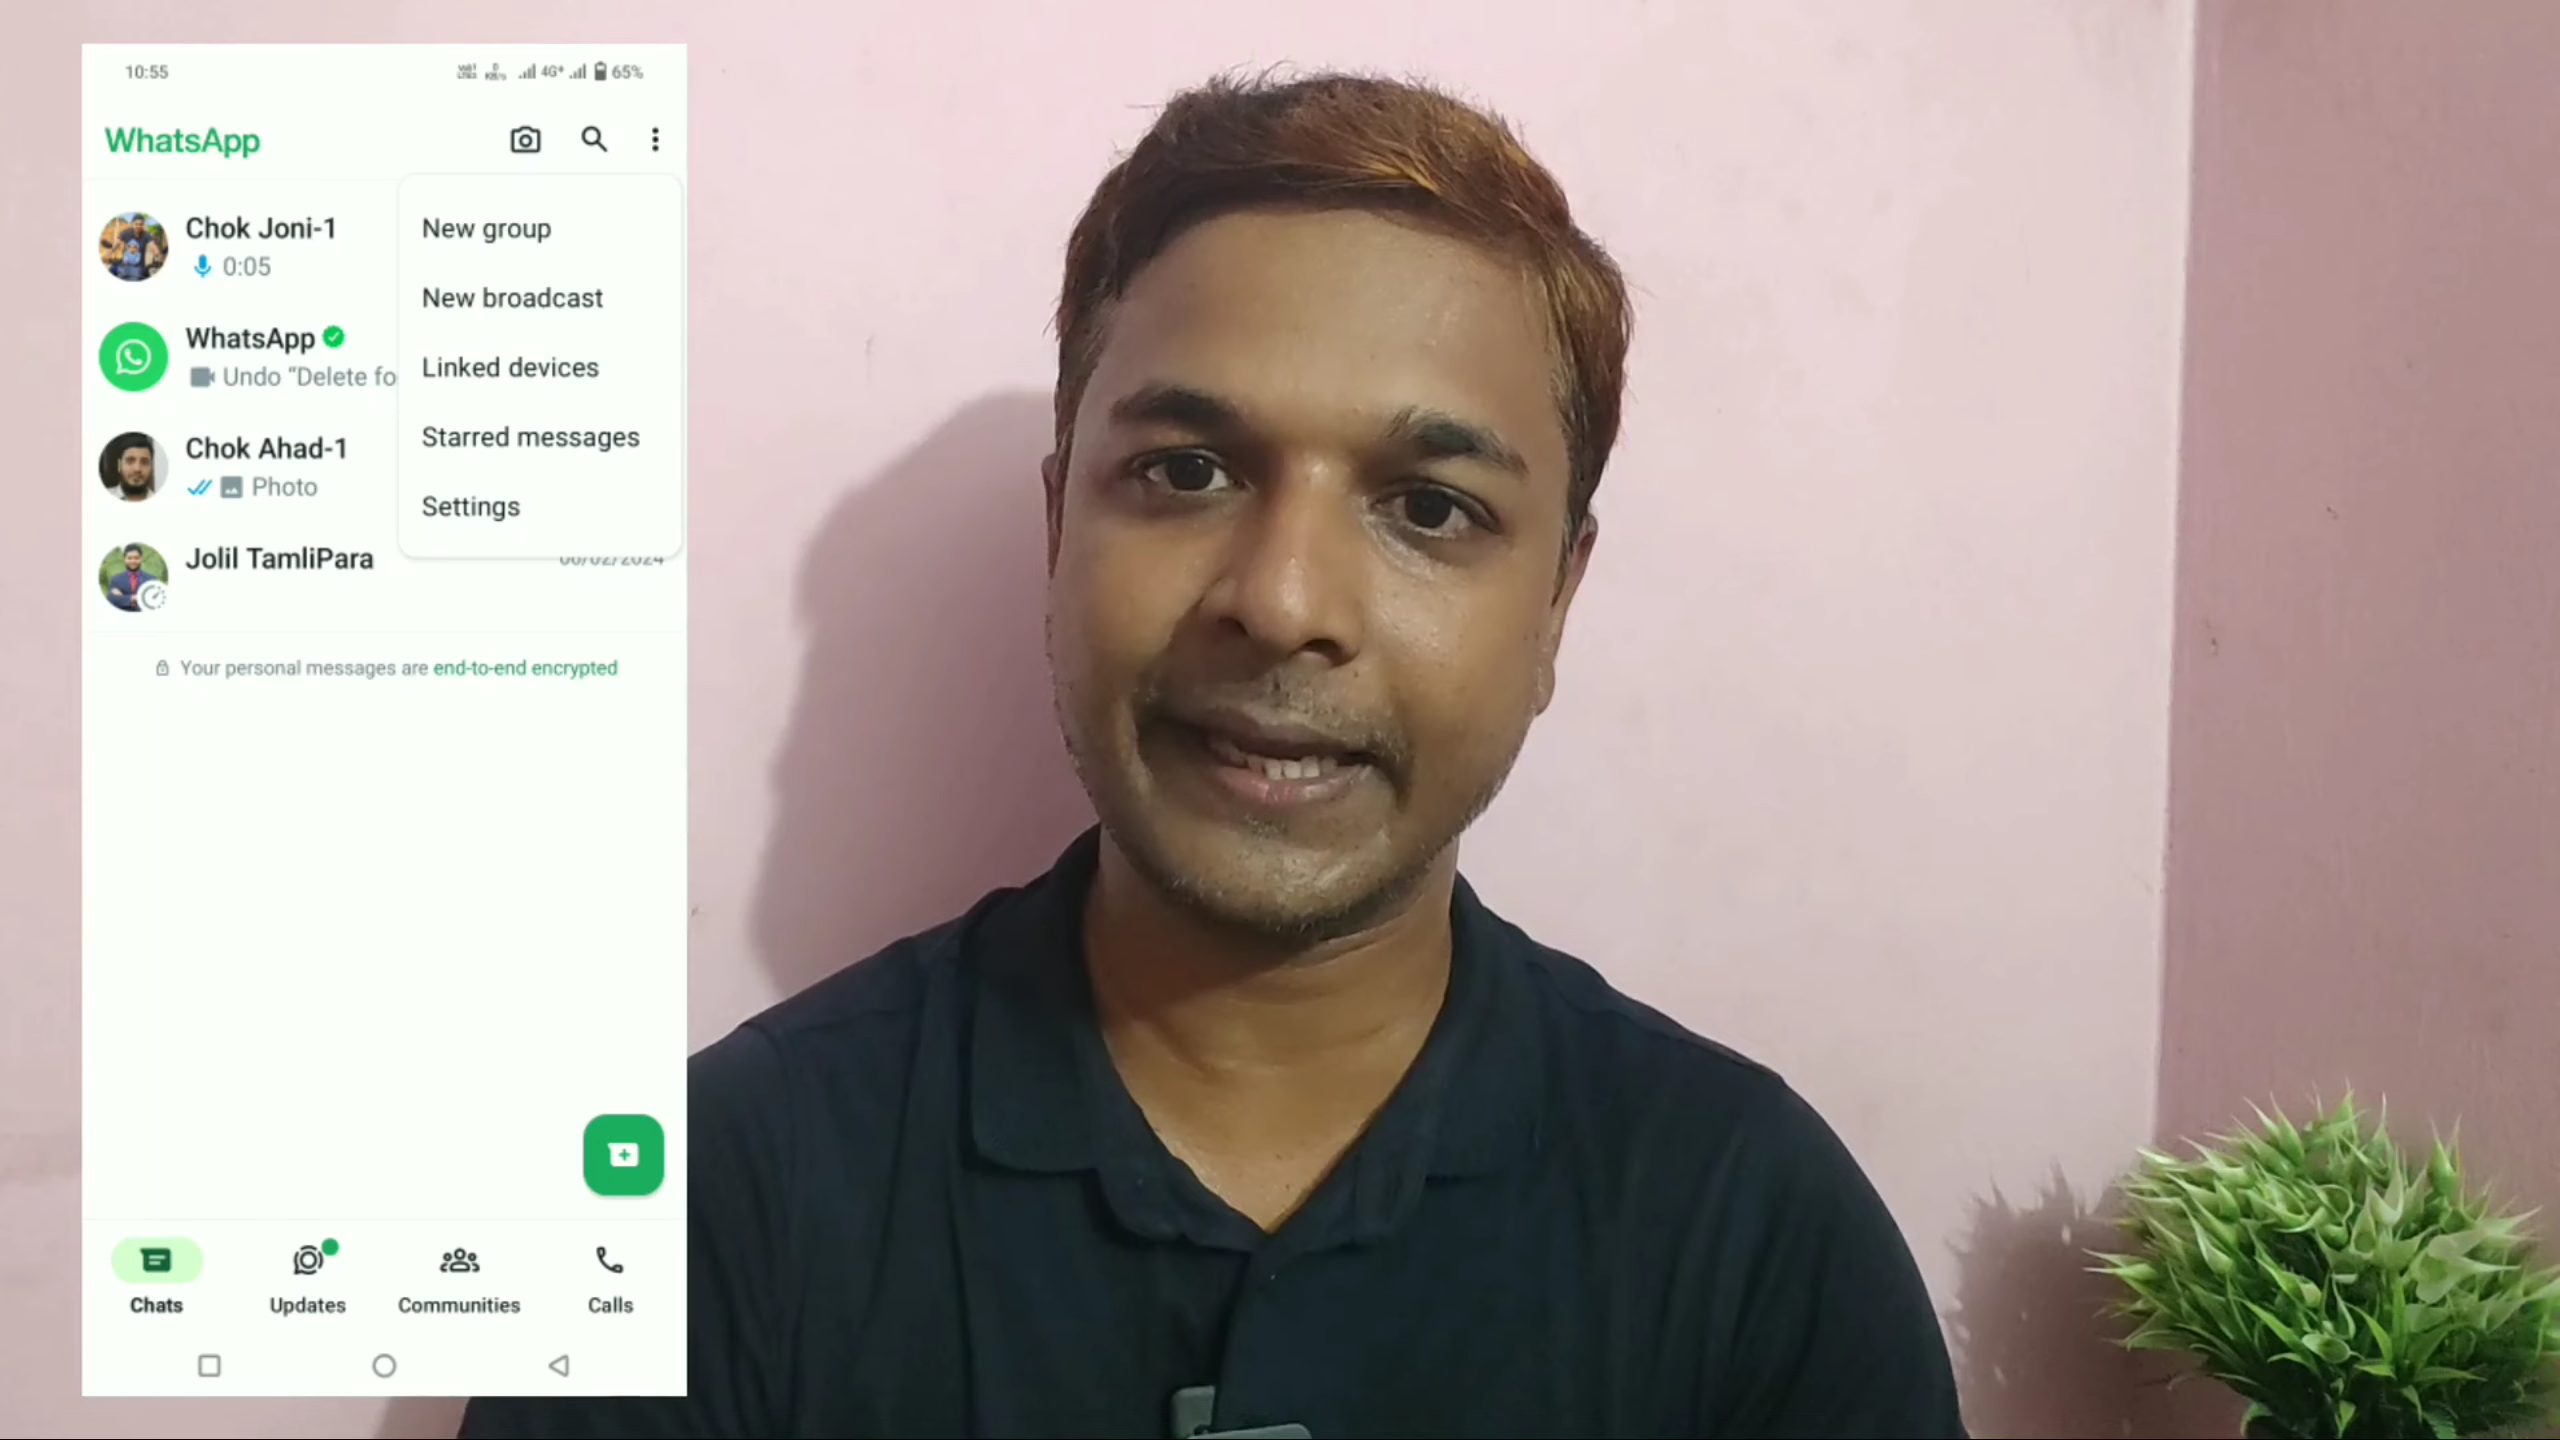 10:55
4G+ 65%
WhatsApp
Chok Joni-1
0:05
WhatsApp
Undo “Delete fo
Chok Ahad-1
Photo
Jolil TamliPara
New group
New broadcast
Linked devices
Starred messages
Settings
Your personal messages are end-to-end encrypted
Chats
Updates
Communities
Calls